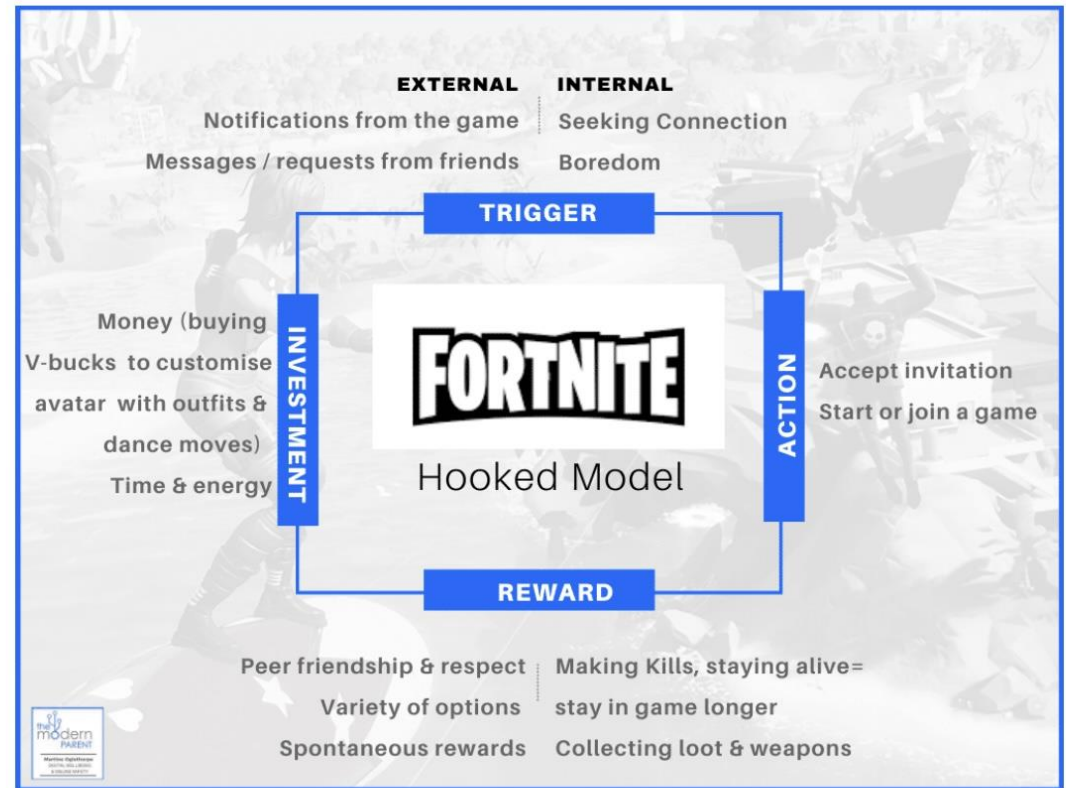 EXTERNAL INTERNAL
Notifications from the game Seeking Connection
Messages / requests from friends Boredom
TRIGGER
Money (buying
V-bucks to customise
avatar with outfits &
dance moves)
Time & energy
INVESTMENT
FORTNITE
Hooked Model
ACTION
Accept invitation
Start or join a game
REWARD
Peer friendship & respect
Variety of options
Spontaneous rewards
Making Kills, staying alive=
stay in game longer
Collecting loot & weapons
the
modern
PARENT
Martine Oglethorpe